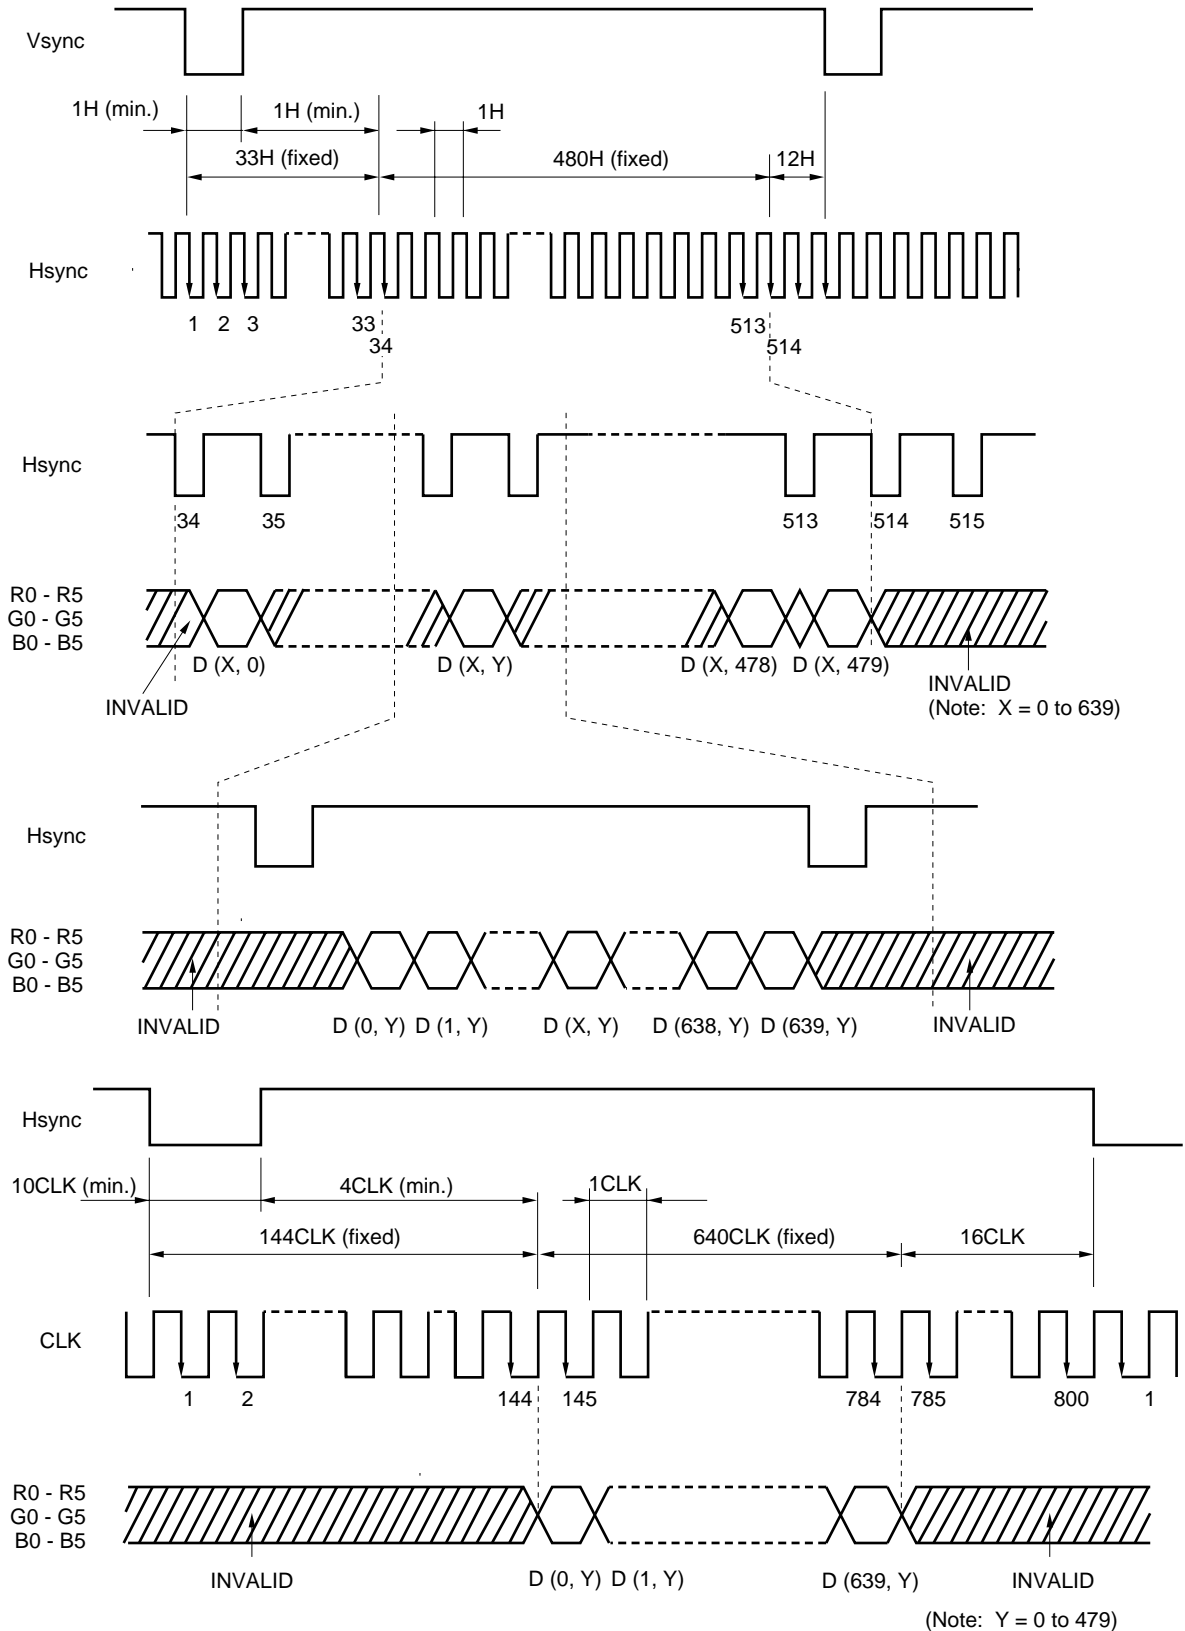 Vsync
1H (min.) 1H (min.) 1H
33H (fixed) 480H (fixed) 12H
Hsync
1 2 3 33 513
34 514
Hsync
34 35 513 514 515
R0 - R5
G0 - G5
B0 - B5
D (X, 0) D (X, Y) D (X, 478) D (X, 479)
INVALID INVALID
(Note: X = 0 to 639)
Hsync
R0 - R5
G0 - G5
B0 - B5
INVALID D (0, Y) D (1, Y) D (X, Y) D (638, Y) D (639, Y) INVALID
Hsync
10CLK (min.) 4CLK (min.) 1CLK
144CLK (fixed) 640CLK (fixed) 16CLK
CLK
1 2 144 145 784 785 800 1
R0 - R5
G0 - G5
B0 - B5
INVALID D (0, Y) D (1, Y) D (639, Y) INVALID
(Note: Y = 0 to 479)